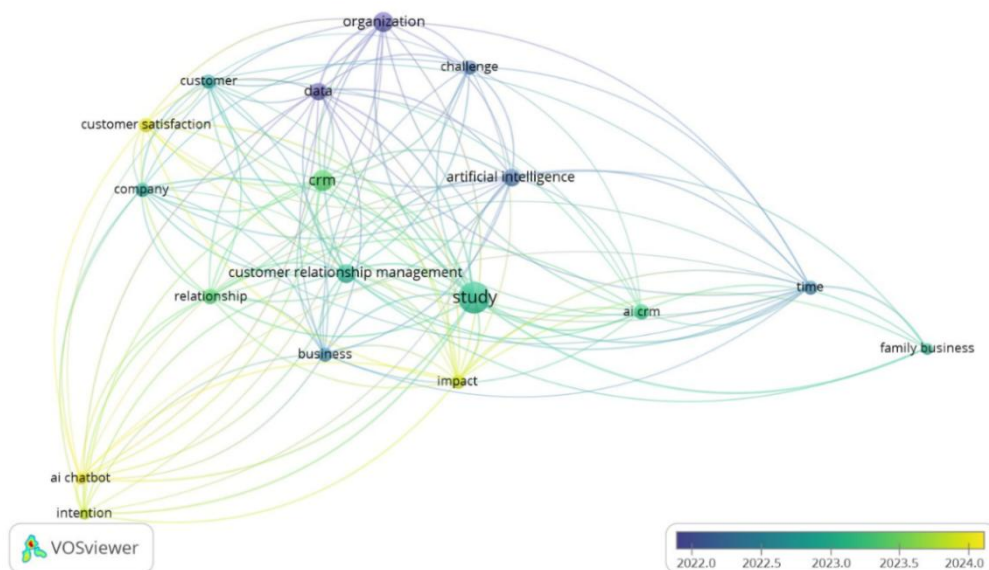 organization
challenge
customer
data
customer satisfaction
artificial intelligence
crm
company
customer relationship management
time
relationship
study
ai crm
family business
business
impact
ai chatbot
intention
VOSviewer
2022.0 2022.5 2023.0 2023.5 2024.0